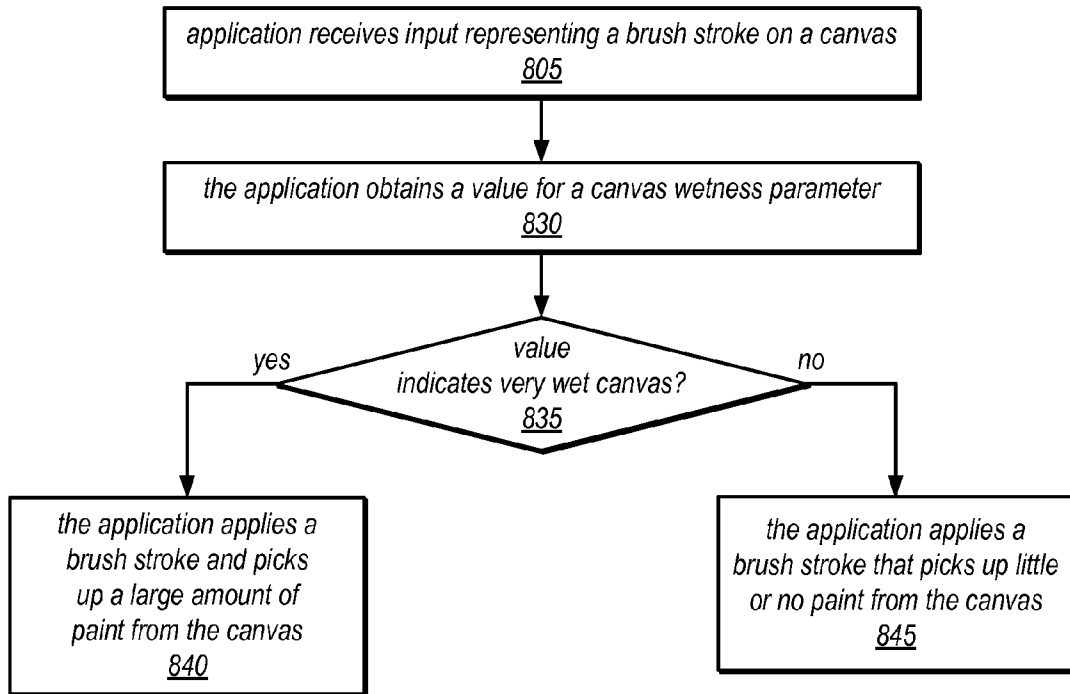 application receives input representing a brush stroke on a canvas
805
the application obtains a value for a canvas wetness parameter
830
value
yes
no
indicates very wet canvas?
835
the application applies a
brush stroke and picks
up a large amount of
paint from the canvas
840
the application applies a
brush stroke that picks up little
or no paint from the canvas
845